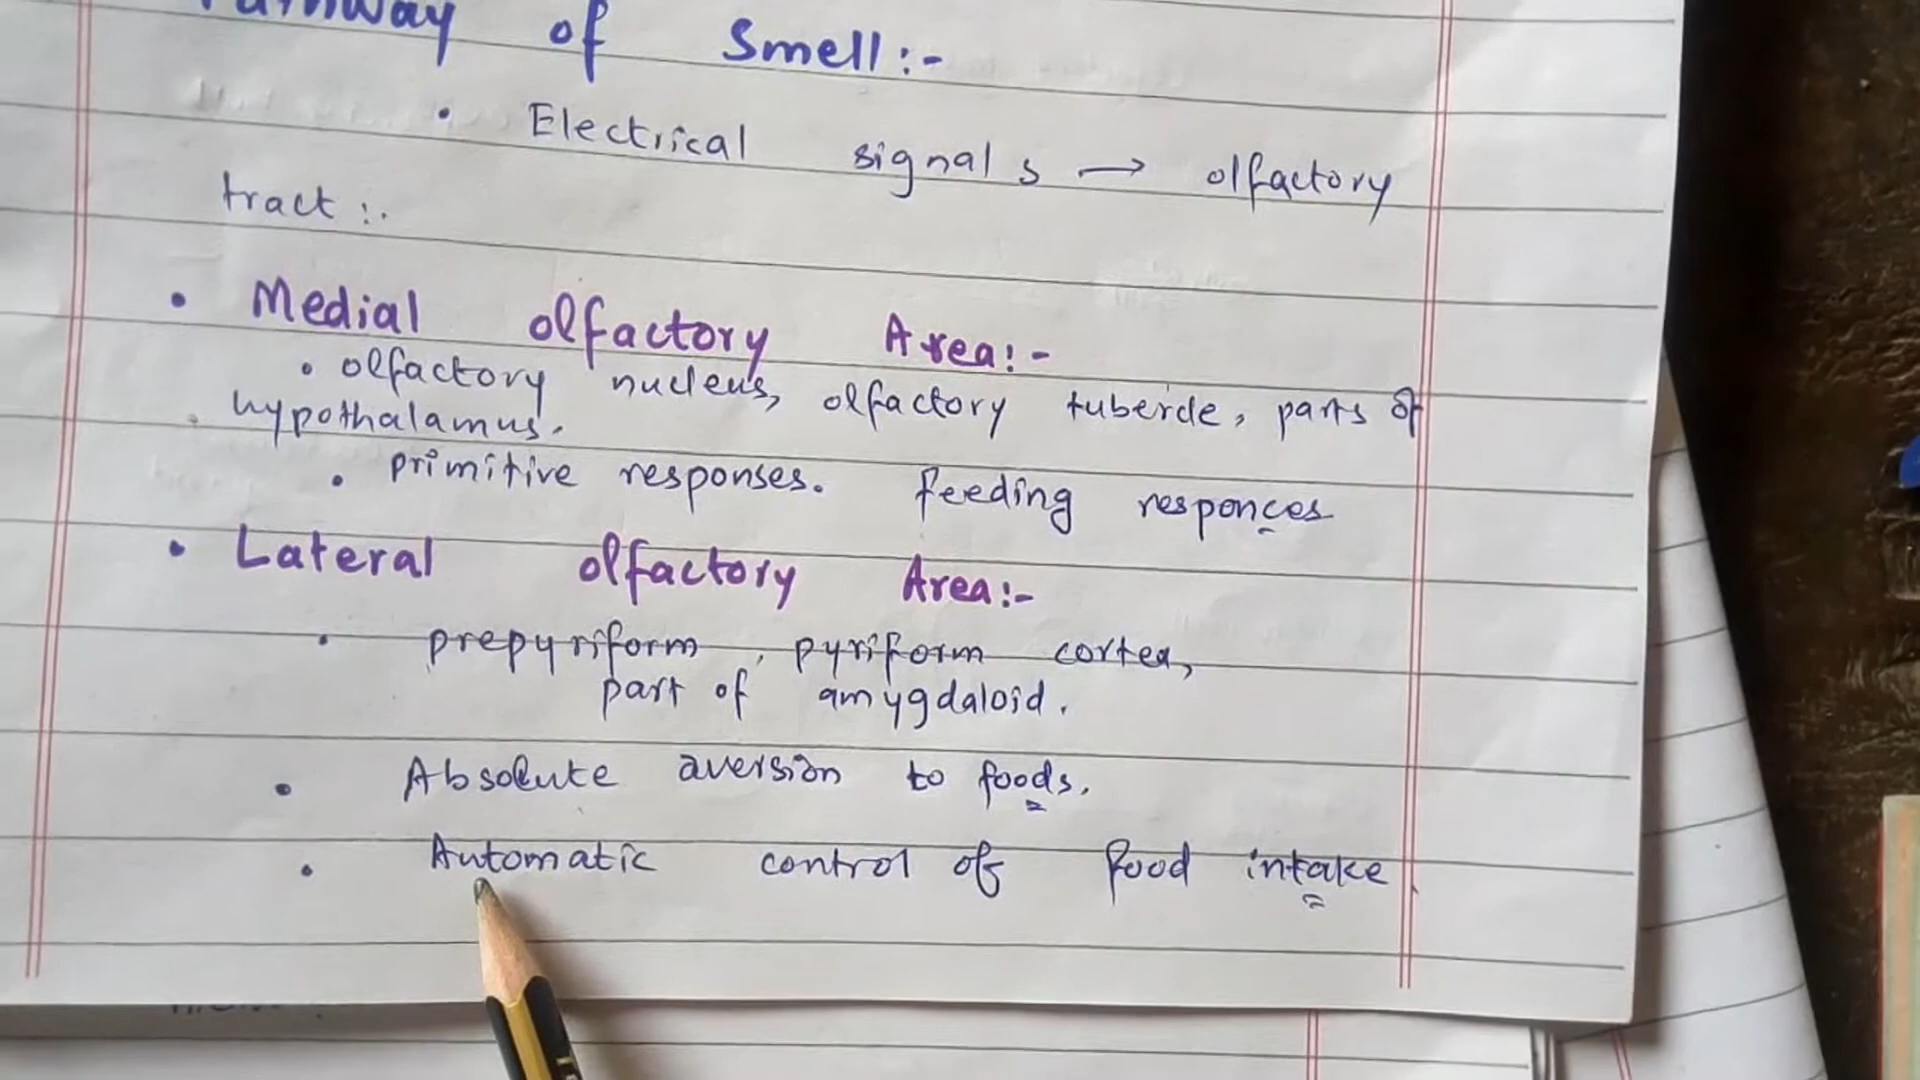 Pathway of Smell:-
• Electrical signals → olfactory
tract :.
• Medial olfactory Area:-
• olfactory nucleus, olfactory tubercle, parts of
hypothalamus.
• primitive responses. feeding responces
• Lateral olfactory Area:-
• prepyriform, pyriform cortex,
part of amygdaloid.
• Absolute aversion to foods.
• Automatic control of food intake.